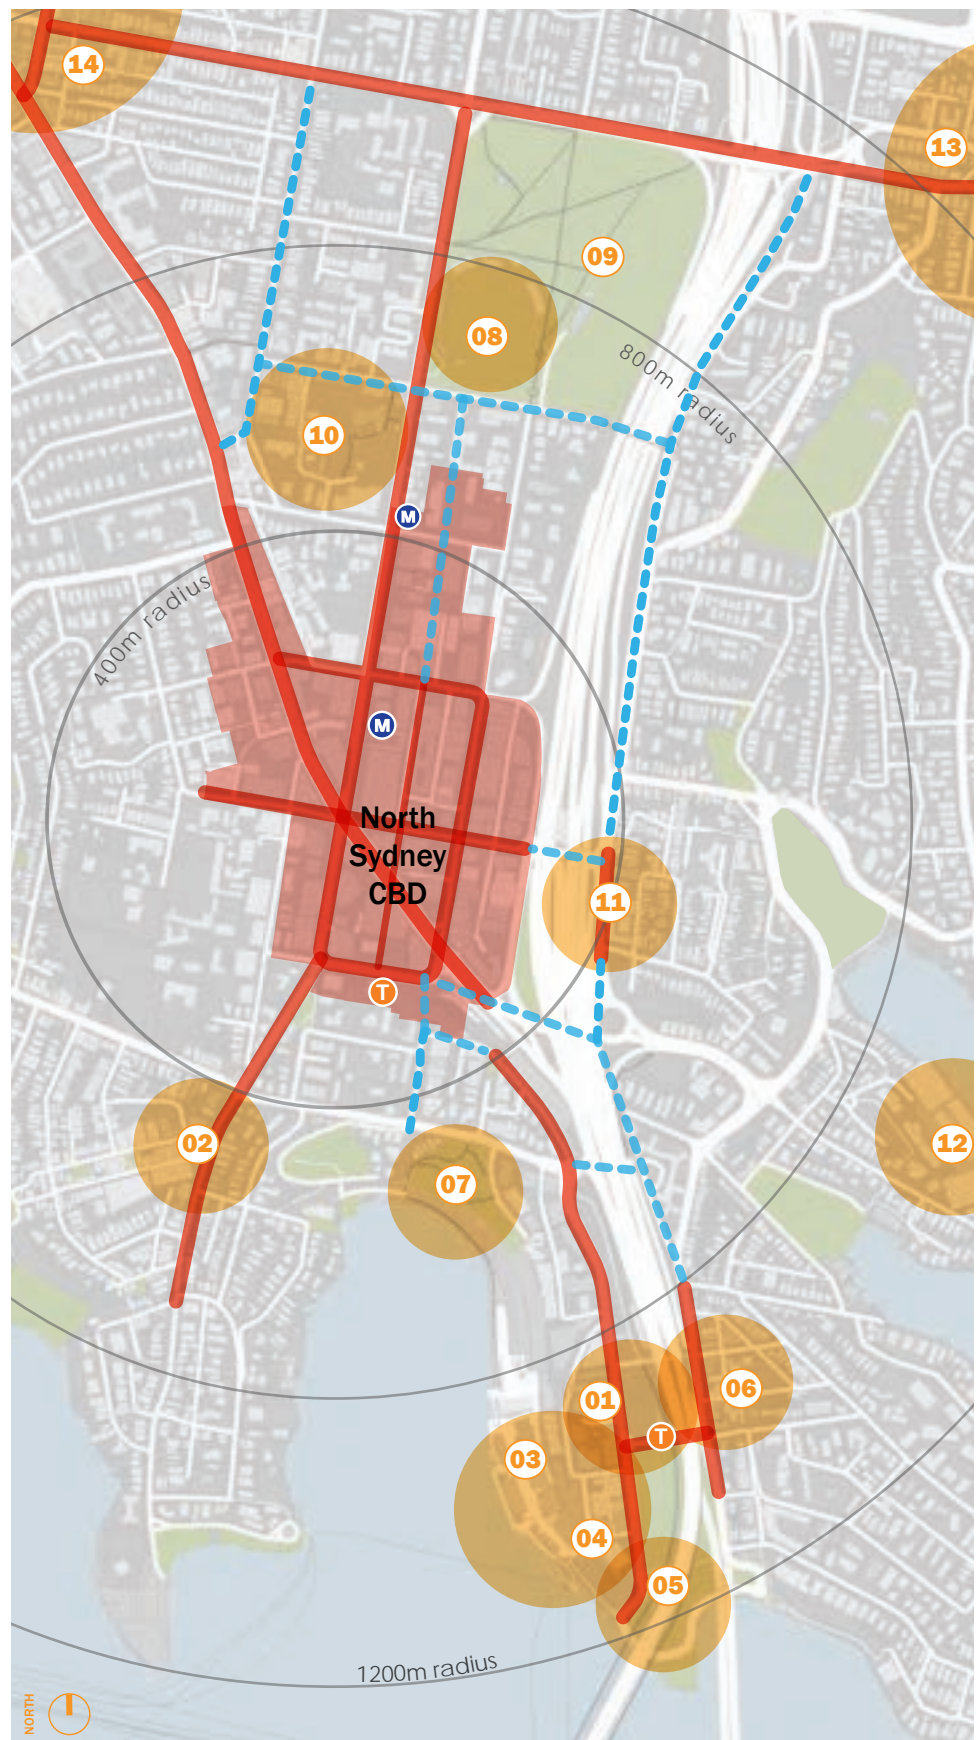 14
13
09
08
800m radius
10
M
400m radius
M
North
Sydney
CBD
11
T
02
12
07
06
01
T
03
04
05
1200m radius
NORTH